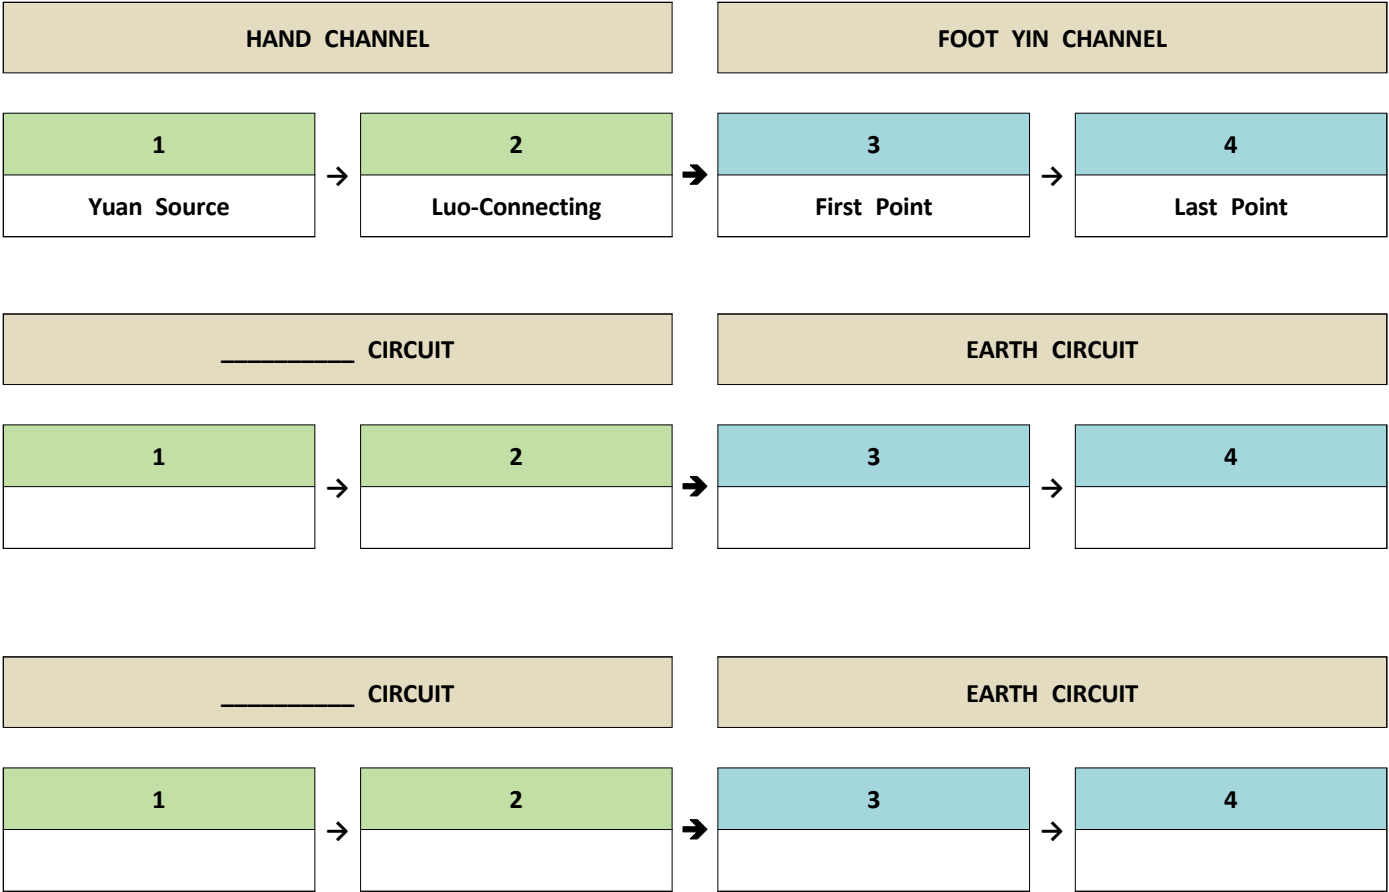 HAND CHANNEL
FOOT YIN CHANNEL
1
2
3
4
→
➔
→
Yuan Source
Luo-Connecting
First Point
Last Point
__________ CIRCUIT
EARTH CIRCUIT
1
2
3
4
→
➔
→
__________ CIRCUIT
EARTH CIRCUIT
1
2
3
4
→
➔
→